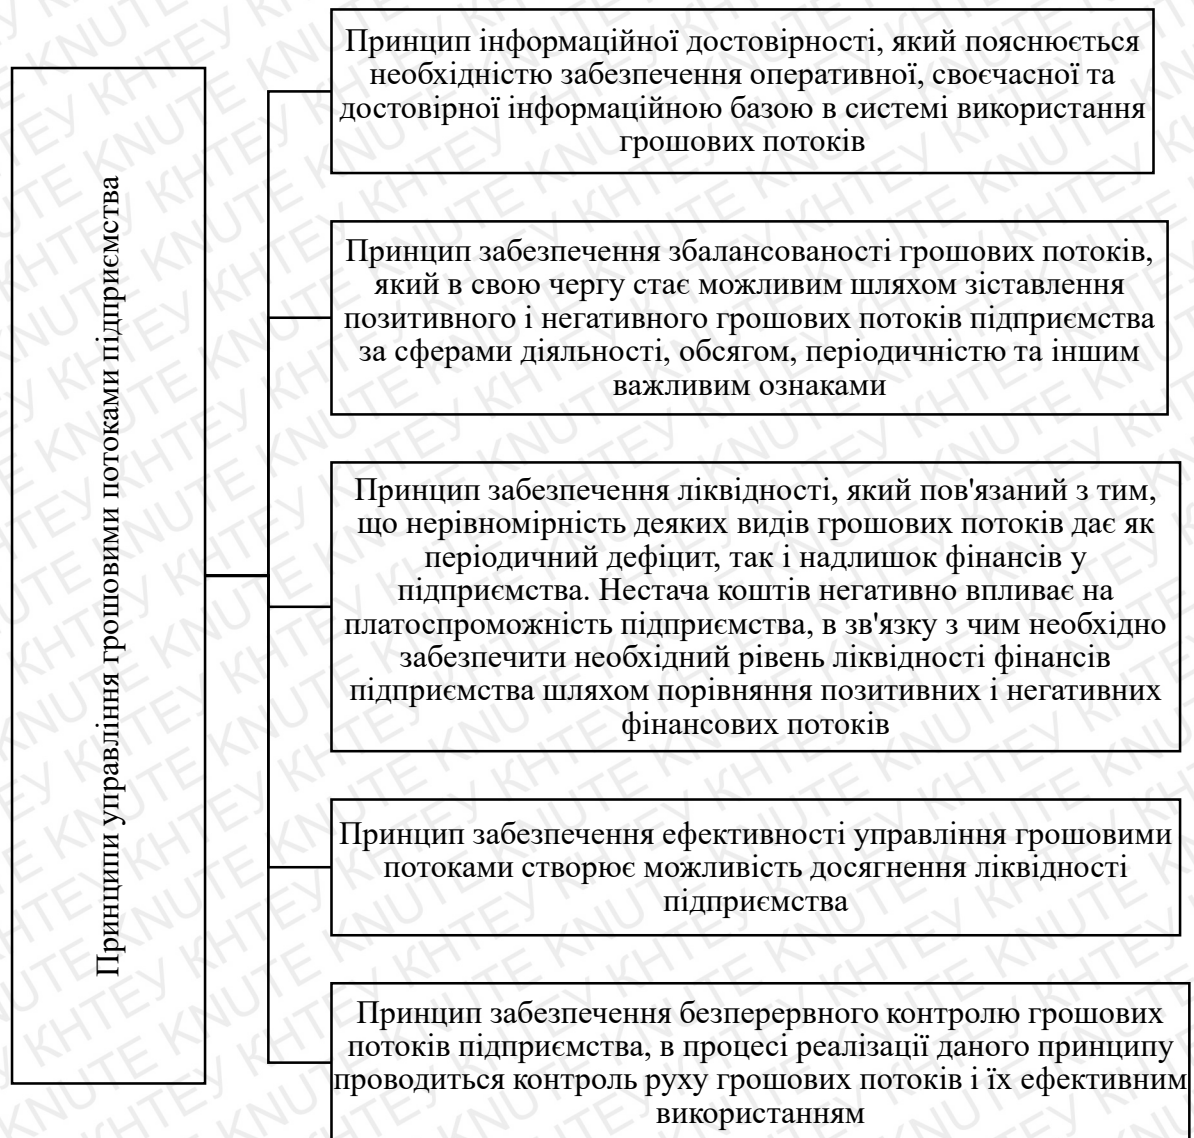 Принципи управління грошовими потоками підприємства
Принцип інформаційної достовірності, який пояснюється
необхідністю забезпечення оперативної, своєчасної та
достовірної інформаційною базою в системі використання
грошових потоків
Принцип забезпечення збалансованості грошових потоків,
який в свою чергу стає можливим шляхом зіставлення
позитивного і негативного грошових потоків підприємства
за сферами діяльності, обсягом, періодичністю та іншим
важливим ознаками
Принцип забезпечення ліквідності, який пов'язаний з тим,
що нерівномірність деяких видів грошових потоків дає як
періодичний дефіцит, так і надлишок фінансів у
підприємства. Нестача коштів негативно впливає на
платоспроможність підприємства, в зв'язку з чим необхідно
забезпечити необхідний рівень ліквідності фінансів
підприємства шляхом порівняння позитивних і негативних
фінансових потоків
Принцип забезпечення ефективності управління грошовими
потоками створює можливість досягнення ліквідності
підприємства
Принцип забезпечення безперервного контролю грошових
потоків підприємства, в процесі реалізації даного принципу
проводиться контроль руху грошових потоків і їх ефективним
використанням